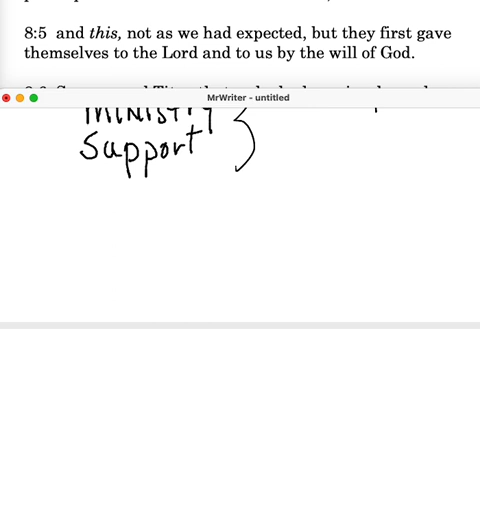 8:5 and this, not as we had expected, but they first gave
themselves to the Lord and to us by the will of God.
MrWriter - untitled
ministry
support